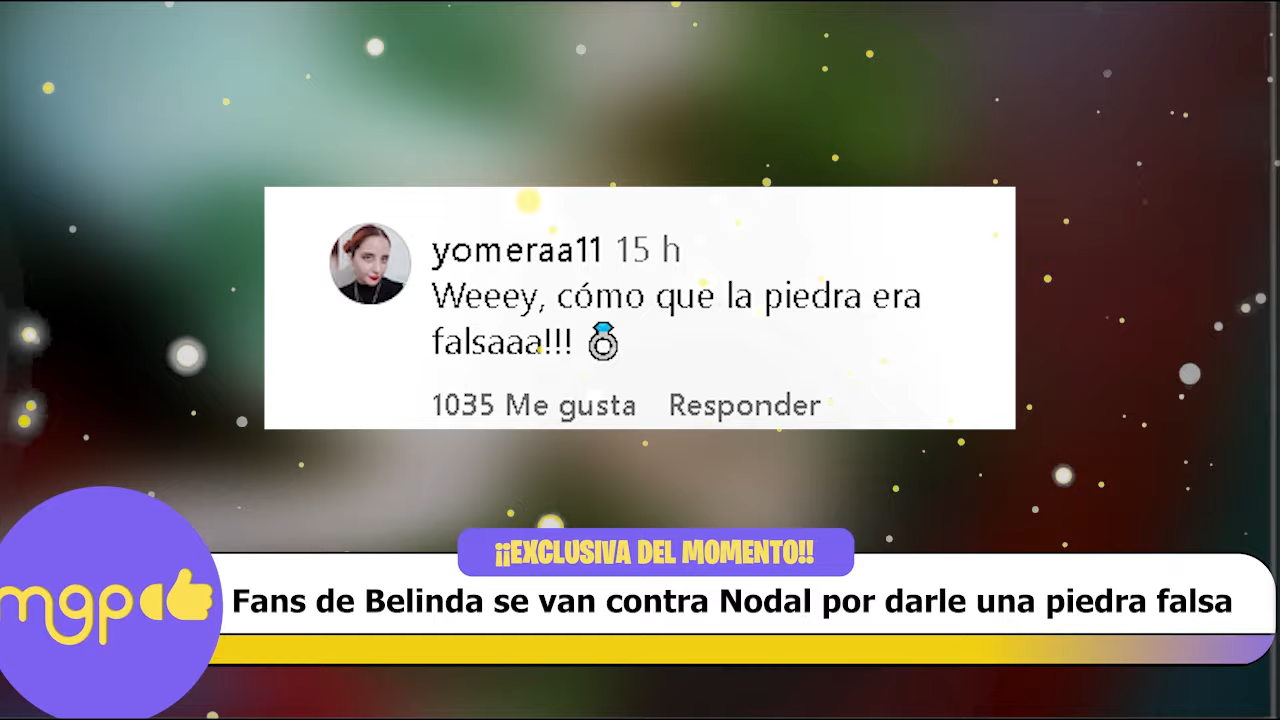 yomeraa11 15 h
Weeey, cómo que la piedra era
falsaaa!!!
1035 Me gusta Responder
¡¡EXCLUSIVA DEL MOMENTO!!
mgp
Fans de Belinda se van contra Nodal por darle una piedra falsa